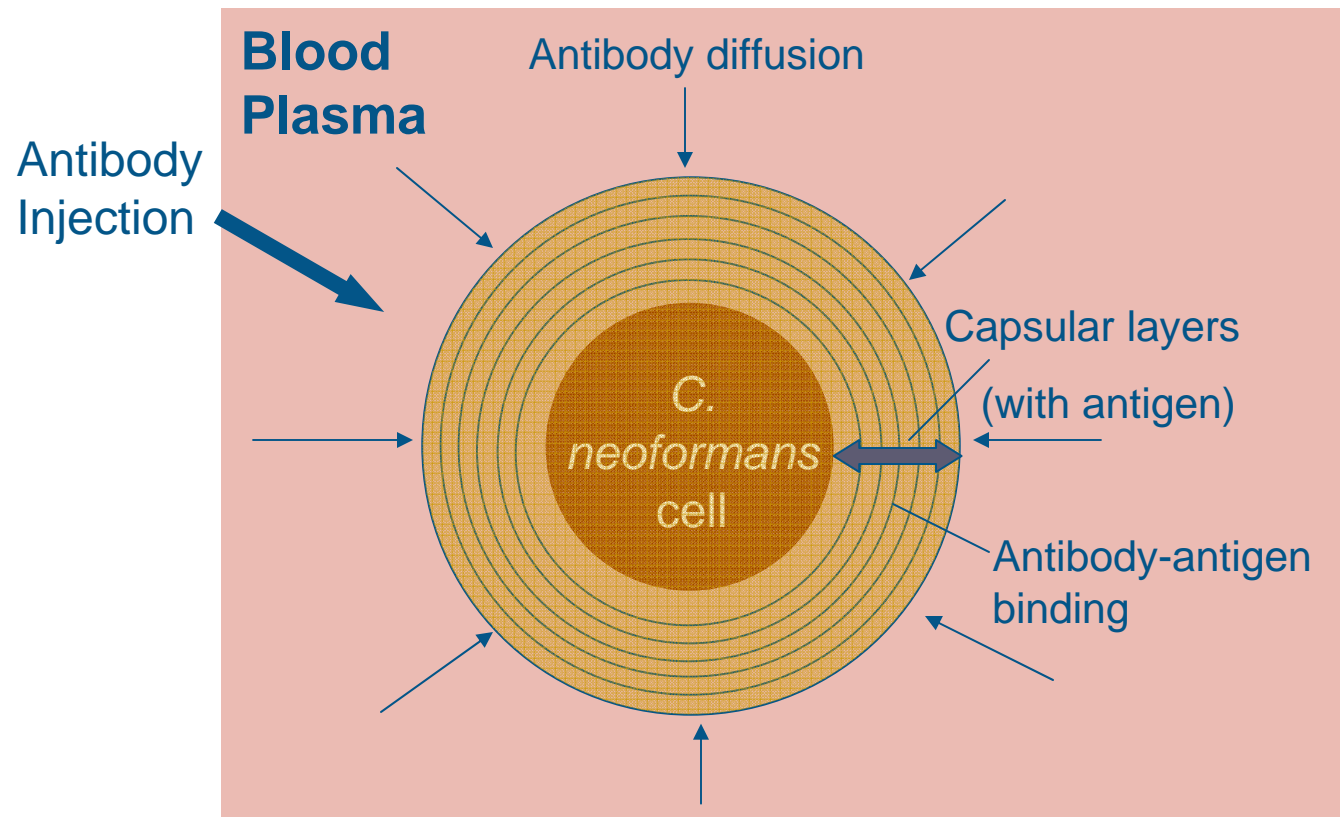 Blood
Plasma
Antibody diffusion
Antibody
Injection
Capsular layers
(with antigen)
C.
neoformans
cell
Antibody-antigen
binding